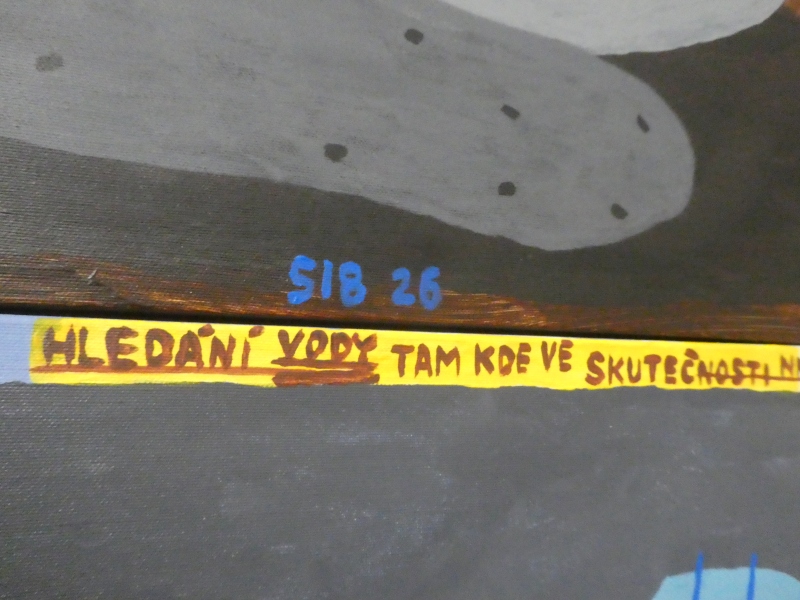 SIB 26
HLEDÁNÍ VODY TAM KDE VE SKUTEČNOSTI